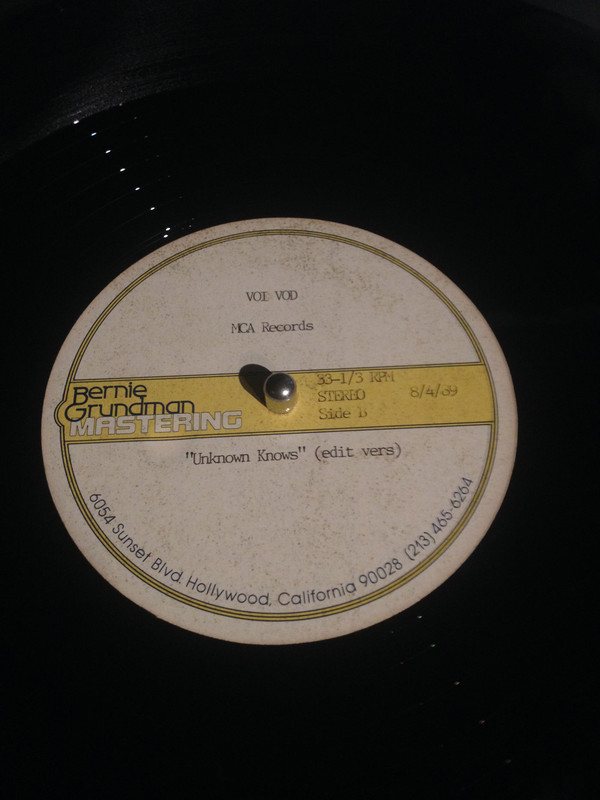 VOI VOD
MCA Records
Bernie
Grundman
MASTERING
33-1/3 RPM
STEREO 8/4/89
Side B
"Unknown Knows" (edit vers)
6054 Sunset Blvd. Hollywood, California 90028 (213) 465-6264